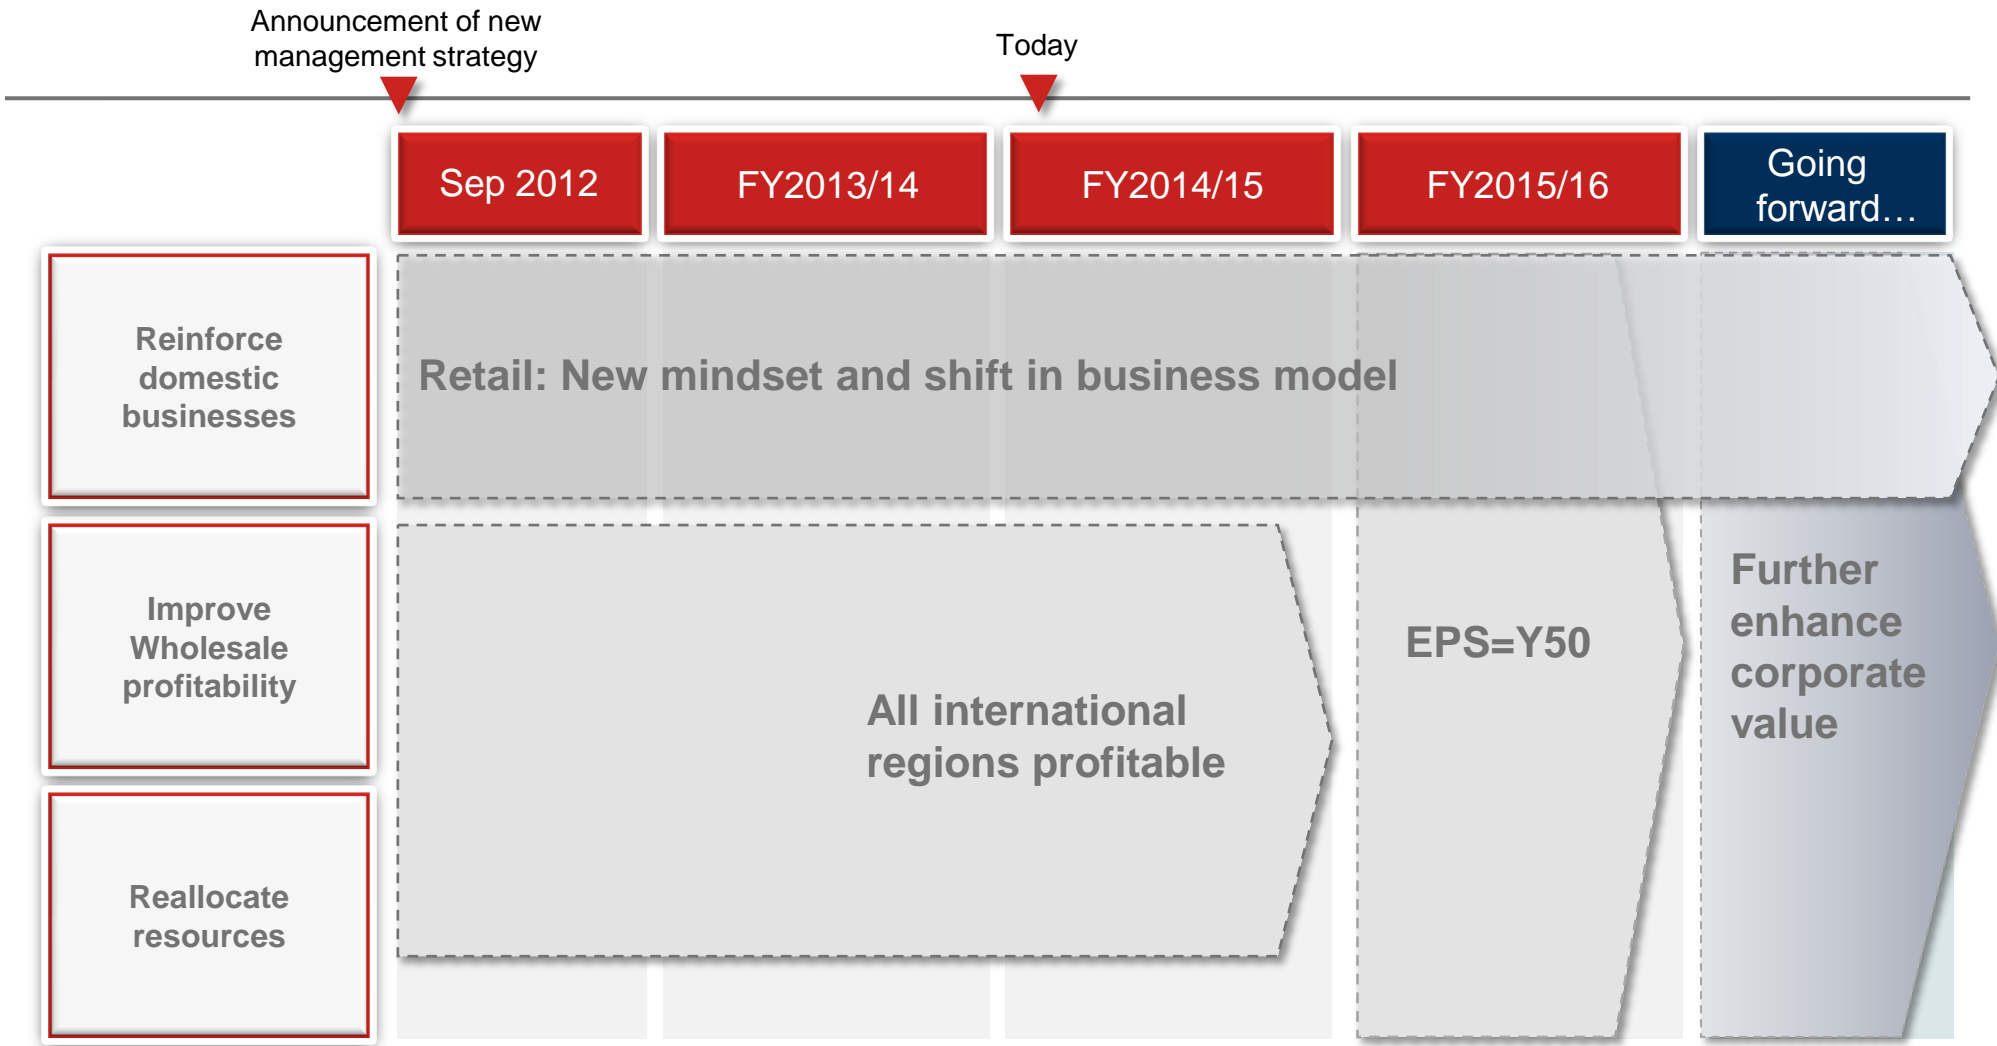 Announcement of new
management strategy
Today
Sep 2012
FY2013/14
FY2014/15
FY2015/16
Going
forward…
Reinforce
domestic
businesses
Retail: New mindset and shift in business model
Improve
Wholesale
profitability
All international
regions profitable
EPS=Y50
Further
enhance
corporate
value
Reallocate
resources